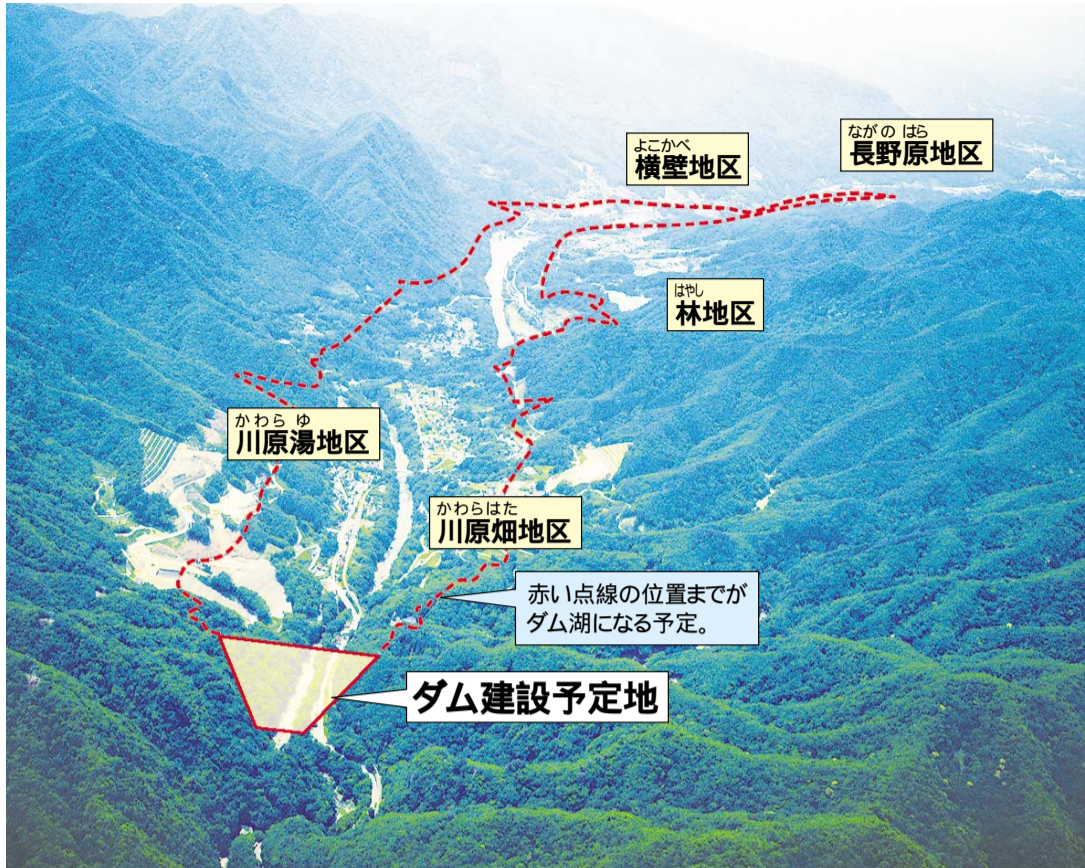 よこかべ
横壁地区
ながの はら
長野原地区
はやし
林地区
かわら ゆ
川原湯地区
かわらはた
川原畑地区
赤い点線の位置までが
ダム湖になる予定。
ダム建設予定地